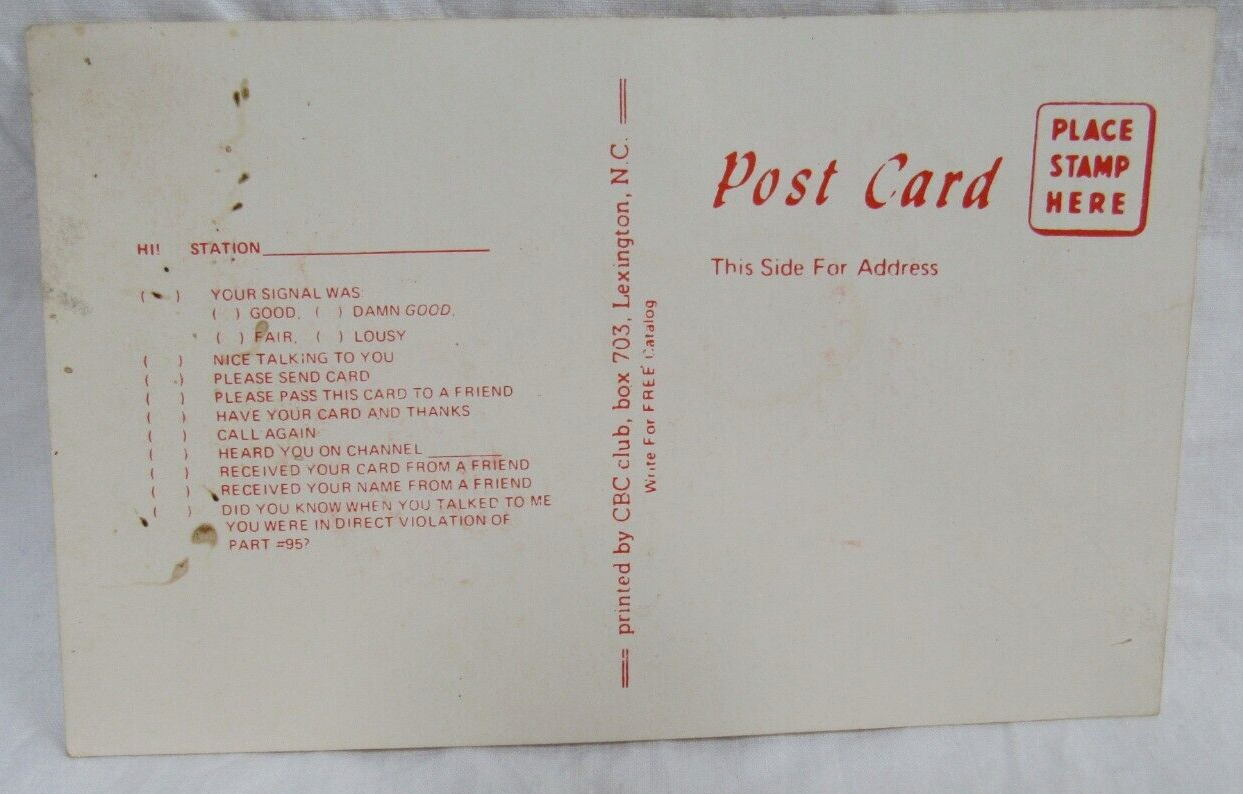 HI! STATION
( ) YOUR SIGNAL WAS:
( ) GOOD, ( ) DAMN GOOD,
( ) FAIR, ( ) LOUSY
( ) NICE TALKING TO YOU
( ) PLEASE SEND CARD
( ) PLEASE PASS THIS CARD TO A FRIEND
( ) HAVE YOUR CARD AND THANKS
( ) CALL AGAIN
( ) HEARD YOU ON CHANNEL
( ) RECEIVED YOUR CARD FROM A FRIEND
( ) RECEIVED YOUR NAME FROM A FRIEND
( ) DID YOU KNOW WHEN YOU TALKED TO ME
YOU WERE IN DIRECT VIOLATION OF
PART #95?
printed by CBC club, box 703, Lexington, N.C.
Write For FREE Catalog
Post Card
This Side For Address
PLACE
STAMP
HERE